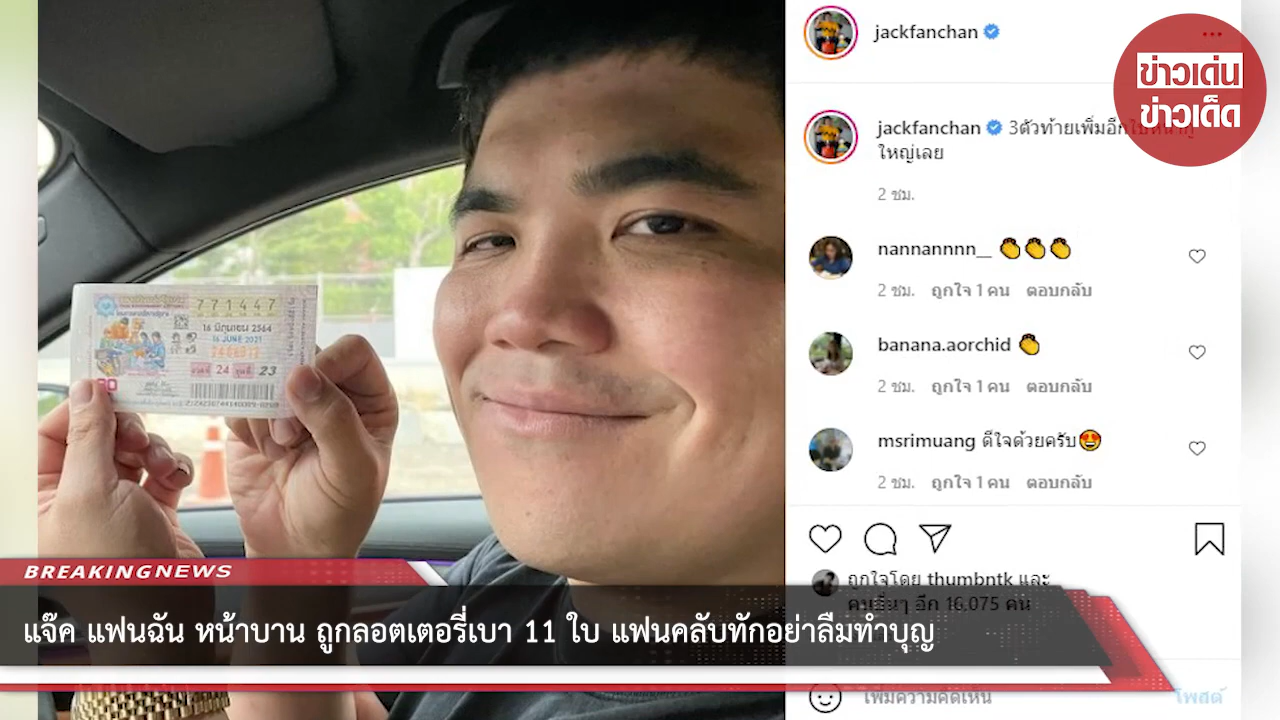 jackfanchan
ข่าวเด่น
ข่าวเด็ด
jackfanchan 3ตัวท้ายเพิ่มอีก
ใหญ่เลย
2 ชม.
nannannnn__ 👏👏👏
2 ชม. ถูกใจ 1 คน ตอบกลับ
banana.aorchid 👏
2 ชม. ถูกใจ 1 คน ตอบกลับ
msrimuang ดีใจด้วยครับ😍
2 ชม. ถูกใจ 1 คน ตอบกลับ
771447
16 มิถุนายน 2564
16 JUNE 2021
24
23
ถูกใจโดย thumbntk และ
คนอื่นๆ อีก 16,075 คน
BREAKINGNEWS
แจ๊ค แฟนฉัน หน้าบาน ถูกลอตเตอรี่เบา 11 ใบ แฟนคลับทักอย่าลืมทำบุญ
เพิ่มความคิดเห็น
โพสต์